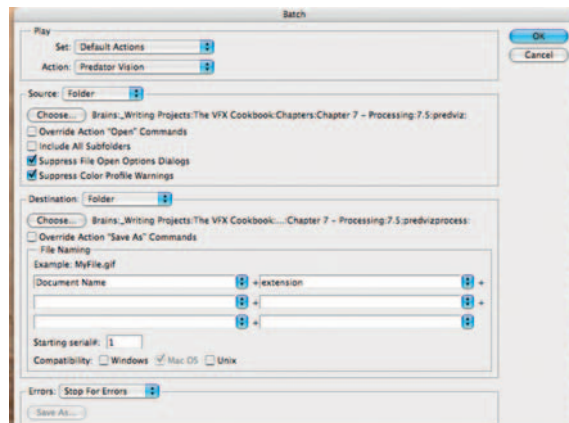 Batch
Play
Set: Default Actions
Action: Predator Vision
OK
Cancel
Source: Folder
Choose... Brains:_Writing Projects:The VFX Cookbook:Chapters:Chapter 7 – Processing:7.5:predviz:
Override Action "Open" Commands
Include All Subfolders
Suppress File Open Options Dialogs
Suppress Color Profile Warnings
Destination: Folder
Choose... Brains:_Writing Projects:The VFX Cookbook:...:Chapter 7 – Processing:7.5:predvizprocess:
Override Action "Save As" Commands
File Naming
Example: MyFile.gif
Document Name + extension +
+ +
+
Starting serial#: 1
Compatibility: Windows Mac OS Unix
Errors: Stop For Errors
Save As...